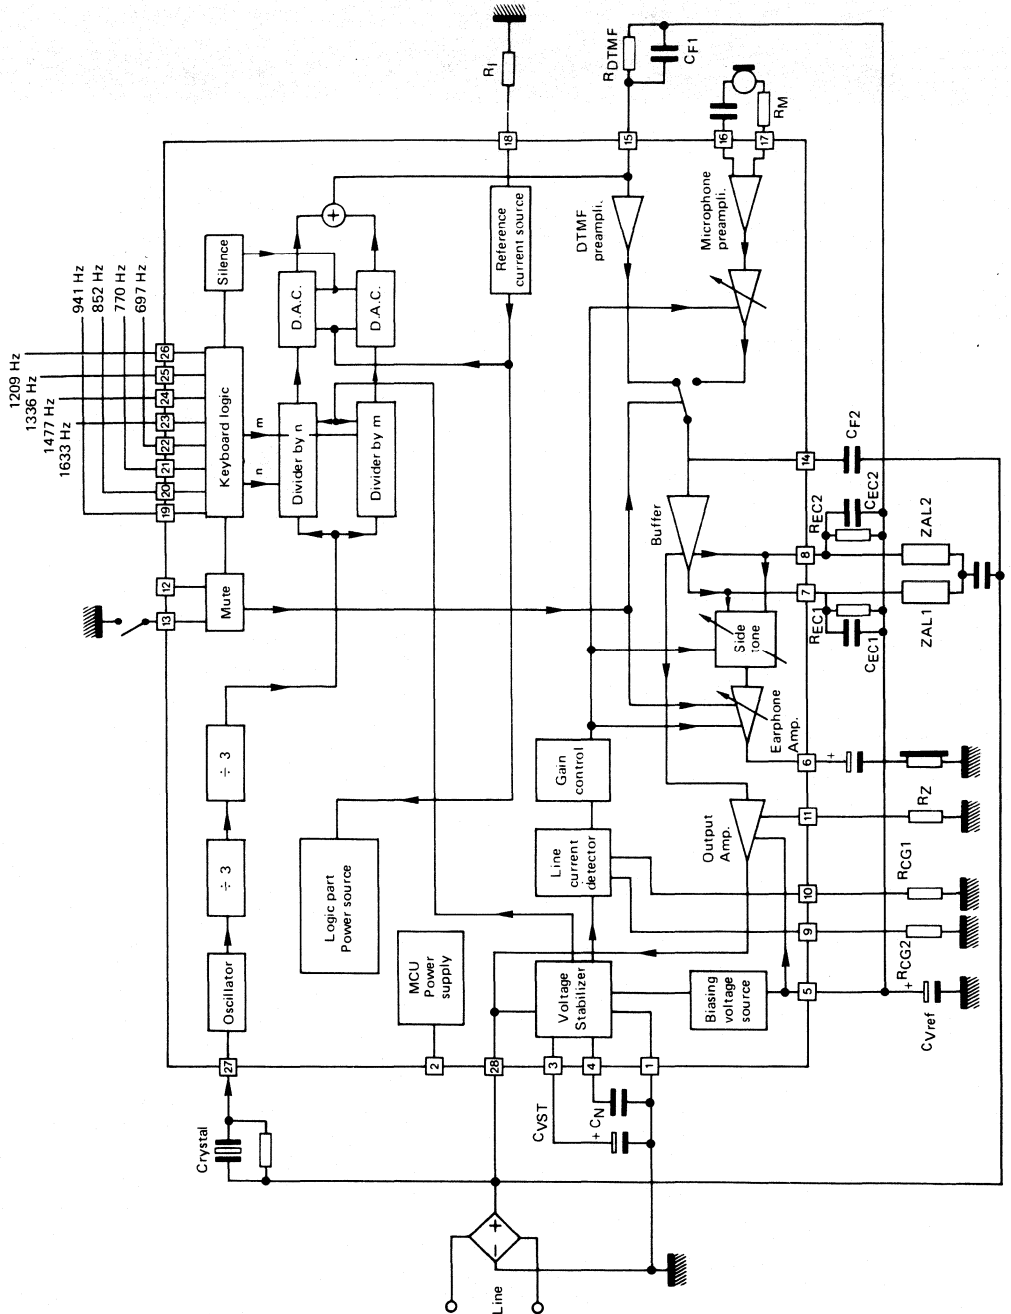 1209 Hz
1336 Hz
1477 Hz
1633 Hz
941 Hz
852 Hz
770 Hz
697 Hz
26
25
24
23
22
21
20
19
12
13
Keyboard logic
Silence
Mute
n
m
Divider by n
Divider by m
D.A.C.
D.A.C.
+
÷ 3
÷ 3
Oscillator
27
Crystal
Logic part
Power source
MCU
Power
supply
2
Reference
current source
18
RI
RDTMF
CF1
15
16
17
RM
DTMF
preampli.
Microphone
preampli.
Buffer
14
CF2
REC2
CEC2
8
ZAL2
7
REC1
CEC1
ZAL1
Side
tone
Earphone
Amp.
6
+
Gain
control
Line
current
detector
Output
Amp.
11
RZ
10
RCG1
9
RCG2
5
+
CVref
Biasing
voltage
source
Voltage
Stabilizer
28
3
4
1
CVST
+
CN
+
−
Line